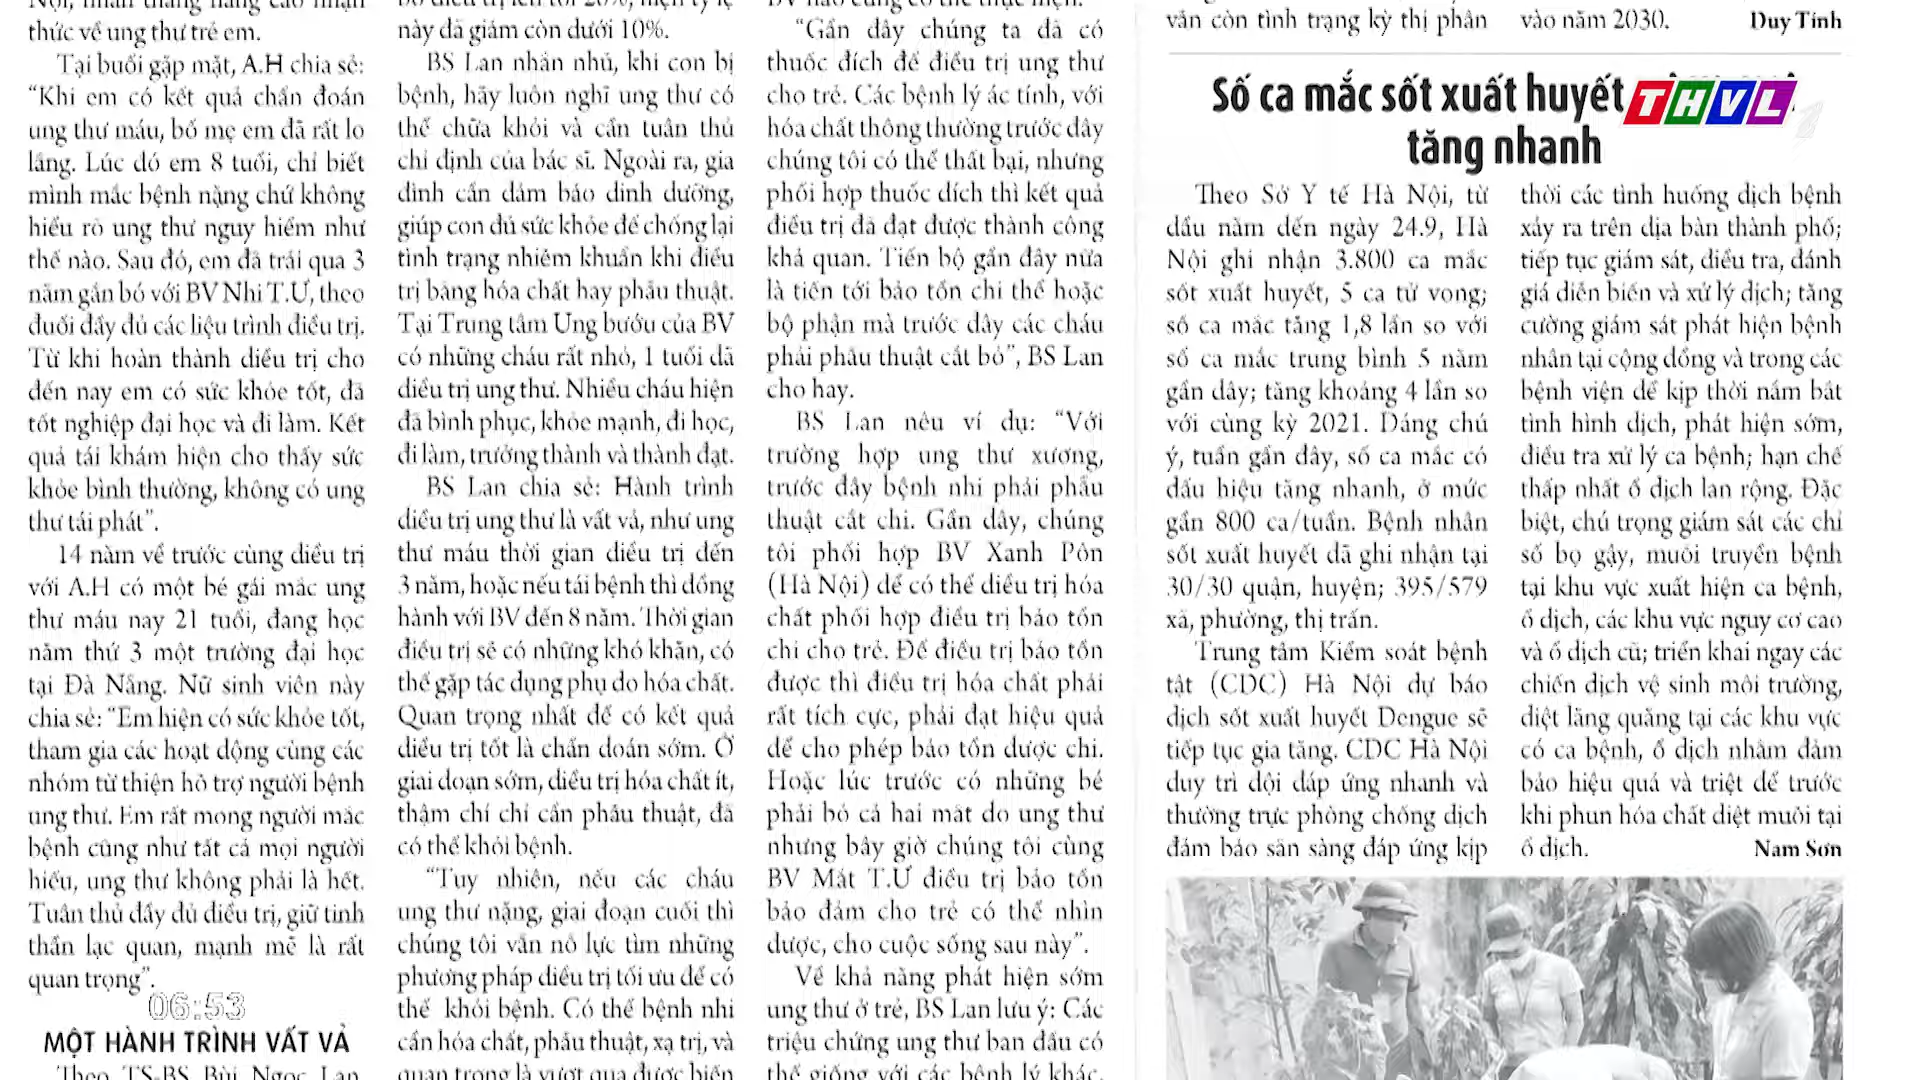 thức về ung thư trẻ em.
Tại buổi gặp mặt, A.H chia sẻ:
“Khi em có kết quả chẩn đoán
ung thư máu, bố mẹ em đã rất lo
lắng. Lúc đó em 8 tuổi, chỉ biết
mình mắc bệnh nặng chứ không
hiểu rõ ung thư nguy hiểm như
thế nào. Sau đó, em đã trải qua 3
năm gắn bó với BV Nhi T.Ư, theo
đuổi đầy đủ các liệu trình điều trị.
Từ khi hoàn thành điều trị cho
đến nay em có sức khỏe tốt, đã
tốt nghiệp đại học và đi làm. Kết
quả tái khám hiện cho thấy sức
khỏe bình thường, không có ung
thư tái phát”.
14 năm về trước cùng điều trị
với A.H có một bé gái mắc ung
thư máu nay 21 tuổi, đang học
năm thứ 3 một trường đại học
tại Đà Nẵng. Nữ sinh viên này
chia sẻ: “Em hiện có sức khỏe tốt,
tham gia các hoạt động cùng các
nhóm từ thiện hỗ trợ người bệnh
ung thư. Em rất mong người mắc
bệnh cũng như tất cả mọi người
hiểu, ung thư không phải là hết.
Tuân thủ đầy đủ điều trị, giữ tinh
thần lạc quan, mạnh mẽ là rất
quan trọng”.
06:53
MỘT HÀNH TRÌNH VẤT VẢ
Theo TS-BS Bùi Ngọc Lan,
này đã giảm còn dưới 10%.
BS Lan nhắn nhủ, khi con bị
bệnh, hãy luôn nghĩ ung thư có
thể chữa khỏi và cần tuân thủ
chỉ định của bác sĩ. Ngoài ra, gia
đình cần đảm bảo dinh dưỡng,
giúp con đủ sức khỏe để chống lại
tình trạng nhiễm khuẩn khi điều
trị bằng hóa chất hay phẫu thuật.
Tại Trung tâm Ung bướu của BV
có những cháu rất nhỏ, 1 tuổi đã
điều trị ung thư. Nhiều cháu hiện
đã bình phục, khỏe mạnh, đi học,
đi làm, trưởng thành và thành đạt.
BS Lan chia sẻ: Hành trình
điều trị ung thư là vất vả, như ung
thư máu thời gian điều trị đến
3 năm, hoặc nếu tái bệnh thì đồng
hành với BV đến 8 năm. Thời gian
điều trị sẽ có những khó khăn, có
thể gặp tác dụng phụ do hóa chất.
Quan trọng nhất để có kết quả
điều trị tốt là chẩn đoán sớm. Ở
giai đoạn sớm, điều trị hóa chất ít,
thậm chí chỉ cần phẫu thuật, đã
có thể khỏi bệnh.
“Tuy nhiên, nếu các cháu
ung thư nặng, giai đoạn cuối thì
chúng tôi vẫn nỗ lực tìm những
phương pháp điều trị tối ưu để có
thể khỏi bệnh. Có thể bệnh nhi
cần hóa chất, phẫu thuật, xạ trị, và
quan trọng là vượt qua được biến
“Gần đây chúng ta đã có
thuốc đích để điều trị ung thư
cho trẻ. Các bệnh lý ác tính, với
hóa chất thông thường trước đây
chúng tôi có thể thất bại, nhưng
phối hợp thuốc đích thì kết quả
điều trị đã đạt được thành công
khả quan. Tiến bộ gần đây nữa
là tiến tới bảo tồn chi thể hoặc
bộ phận mà trước đây các cháu
phải phẫu thuật cắt bỏ”, BS Lan
cho hay.
BS Lan nêu ví dụ: “Với
trường hợp ung thư xương,
trước đây bệnh nhi phải phẫu
thuật cắt chi. Gần đây, chúng
tôi phối hợp BV Xanh Pôn
(Hà Nội) để có thể điều trị hóa
chất phối hợp điều trị bảo tồn
chi cho trẻ. Để điều trị bảo tồn
được thì điều trị hóa chất phải
rất tích cực, phải đạt hiệu quả
để cho phép bảo tồn được chi.
Hoặc lúc trước có những bé
phải bỏ cả hai mắt do ung thư
nhưng bây giờ chúng tôi cùng
BV Mắt T.Ư điều trị bảo tồn
bảo đảm cho trẻ có thể nhìn
được, cho cuộc sống sau này”.
Về khả năng phát hiện sớm
ung thư ở trẻ, BS Lan lưu ý: Các
triệu chứng ung thư ban đầu có
thể giống với các bệnh lý khác.
vẫn còn tình trạng kỳ thị phân
vào năm 2030. Duy Tính
Số ca mắc sốt xuất huyết
THVL
tăng nhanh
Theo Sở Y tế Hà Nội, từ
đầu năm đến ngày 24.9, Hà
Nội ghi nhận 3.800 ca mắc
sốt xuất huyết, 5 ca tử vong;
số ca mắc tăng 1,8 lần so với
số ca mắc trung bình 5 năm
gần đây; tăng khoảng 4 lần so
với cùng kỳ 2021. Đáng chú
ý, tuần gần đây, số ca mắc có
dấu hiệu tăng nhanh, ở mức
gần 800 ca/tuần. Bệnh nhân
sốt xuất huyết đã ghi nhận tại
30/30 quận, huyện; 395/579
xã, phường, thị trấn.
Trung tâm Kiểm soát bệnh
tật (CDC) Hà Nội dự báo
dịch sốt xuất huyết Dengue sẽ
tiếp tục gia tăng. CDC Hà Nội
duy trì đội đáp ứng nhanh và
thường trực phòng chống dịch
đảm bảo sẵn sàng đáp ứng kịp
thời các tình huống dịch bệnh
xảy ra trên địa bàn thành phố;
tiếp tục giám sát, điều tra, đánh
giá diễn biến và xử lý dịch; tăng
cường giám sát phát hiện bệnh
nhân tại cộng đồng và trong các
bệnh viện để kịp thời nắm bắt
tình hình dịch, phát hiện sớm,
điều tra xử lý ca bệnh; hạn chế
thấp nhất ổ dịch lan rộng. Đặc
biệt, chú trọng giám sát các chỉ
số bọ gậy, muỗi truyền bệnh
tại khu vực xuất hiện ca bệnh,
ổ dịch, các khu vực nguy cơ cao
và ổ dịch cũ; triển khai ngay các
chiến dịch vệ sinh môi trường,
diệt lăng quăng tại các khu vực
có ca bệnh, ổ dịch nhằm đảm
bảo hiệu quả và triệt để trước
khi phun hóa chất diệt muỗi tại
ổ dịch. Nam Sơn